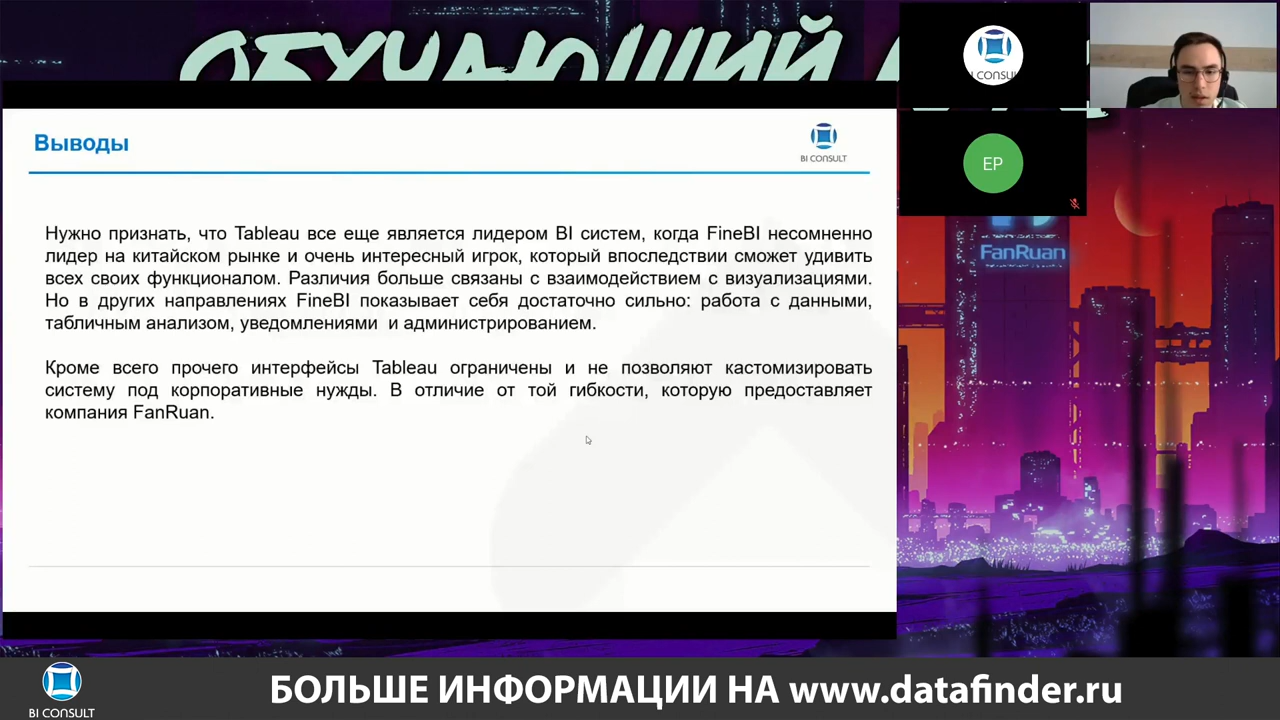 ОБУЧАЮЩИЙ
BI CONSULT
EP
Выводы
BI CONSULT
FanRuan
Нужно признать, что Tableau все еще является лидером BI систем, когда FineBI несомненно
лидер на китайском рынке и очень интересный игрок, который впоследствии сможет удивить
всех своих функционалом. Различия больше связаны с взаимодействием с визуализациями.
Но в других направлениях FineBI показывает себя достаточно сильно: работа с данными,
табличным анализом, уведомлениями и администрированием.
Кроме всего прочего интерфейсы Tableau ограничены и не позволяют кастомизировать
систему под корпоративные нужды. В отличие от той гибкости, которую предоставляет
компания FanRuan.
BI CONSULT
БОЛЬШЕ ИНФОРМАЦИИ НА www.datafinder.ru